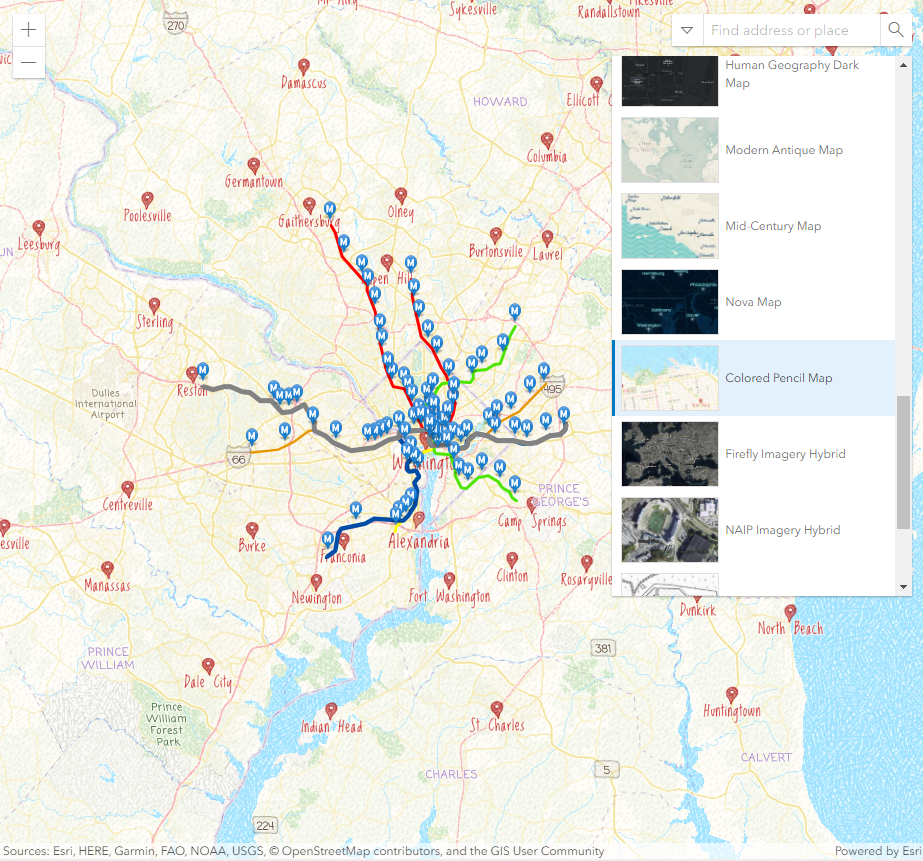 Sykesville
Randallstown
270
Find address or place
Damascus
HOWARD
Ellicott C
Human Geography Dark
Map
Columbia
Modern Antique Map
Germantown
Poolesville
Gaithersburg
Olney
Leesburg
Burtonsville
Laurel
Mid-Century Map
UN
Sterling
Nova Map
Reston
495
Colored Pencil Map
Dulles
International
Airport
66
Washington
Firefly Imagery Hybrid
Centreville
PRINCE
GEORGE'S
Camp Springs
esville
Burke
Franconia
Alexandria
NAIP Imagery Hybrid
Manassas
Newington
Fort Washington
Clinton
Rosaryville
Dunkirk
North Beach
381
PRINCE
WILLIAM
Dale City
Prince
William
Forest
Park
Indian Head
St. Charles
Huntingtown
CALVERT
CHARLES
5
224
Sources: Esri, HERE, Garmin, FAO, NOAA, USGS, © OpenStreetMap contributors, and the GIS User Community
Powered by Esri